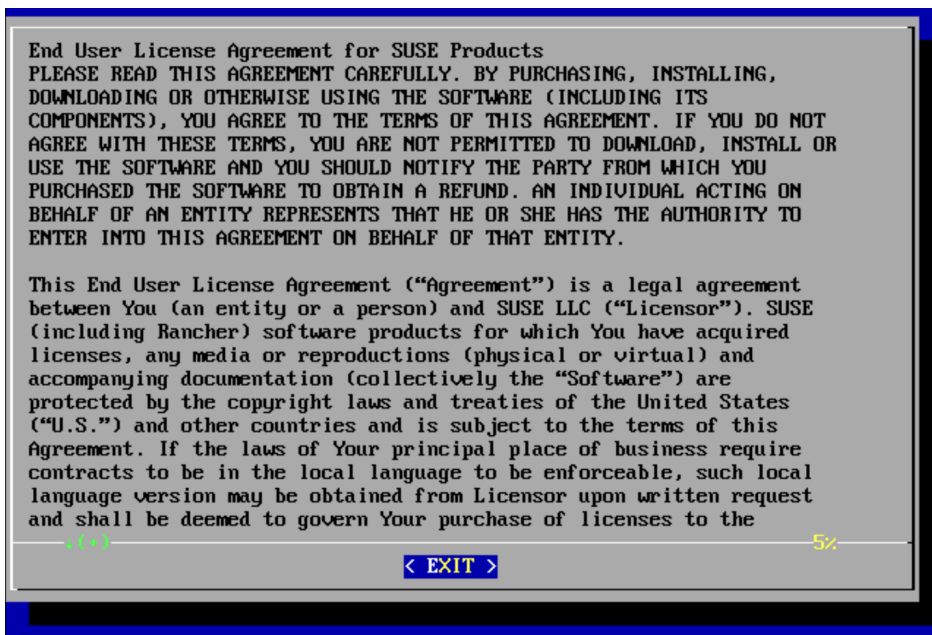 End User License Agreement for SUSE Products
PLEASE READ THIS AGREEMENT CAREFULLY. BY PURCHASING, INSTALLING,
DOWNLOADING OR OTHERWISE USING THE SOFTWARE (INCLUDING ITS
COMPONENTS), YOU AGREE TO THE TERMS OF THIS AGREEMENT. IF YOU DO NOT
AGREE WITH THESE TERMS, YOU ARE NOT PERMITTED TO DOWNLOAD, INSTALL OR
USE THE SOFTWARE AND YOU SHOULD NOTIFY THE PARTY FROM WHICH YOU
PURCHASED THE SOFTWARE TO OBTAIN A REFUND. AN INDIVIDUAL ACTING ON
BEHALF OF AN ENTITY REPRESENTS THAT HE OR SHE HAS THE AUTHORITY TO
ENTER INTO THIS AGREEMENT ON BEHALF OF THAT ENTITY.
This End User License Agreement (“Agreement”) is a legal agreement
between You (an entity or a person) and SUSE LLC (“Licensor”). SUSE
(including Rancher) software products for which You have acquired
licenses, any media or reproductions (physical or virtual) and
accompanying documentation (collectively the “Software”) are
protected by the copyright laws and treaties of the United States
(“U.S.”) and other countries and is subject to the terms of this
Agreement. If the laws of Your principal place of business require
contracts to be in the local language to be enforceable, such local
language version may be obtained from Licensor upon written request
and shall be deemed to govern Your purchase of licenses to the
↓(+) 5%
< EXIT >